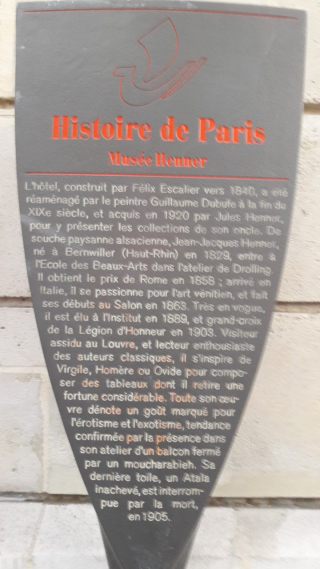 Histoire de Paris
Musée Henner
L'hôtel, construit par Félix Escalier vers 1840, a été
réaménagé par le peintre Guillaume Dubufe à la fin du
XIXe siècle, et acquis en 1920 par Jules Henner,
pour y présenter les collections de son oncle. De
souche paysanne alsacienne, Jean-Jacques Henner,
né à Bernwiller (Haut-Rhin) en 1829, entre à
l'Ecole des Beaux-Arts dans l'atelier de Drolling.
Il obtient le prix de Rome en 1858 ; arrivé en
Italie, il se passionne pour l'art vénitien, et fait
ses débuts au Salon en 1863. Très en vogue,
il est élu à l'Institut en 1889, et grand-croix
de la Légion d'Honneur en 1903. Visiteur
assidu au Louvre, et lecteur enthousiaste
des auteurs classiques, il s'inspire de
Virgile, Homère ou Ovide pour compo-
ser des tableaux dont il retire une
fortune considérable. Toute son œu-
vre dénote un goût marqué pour
l'érotisme et l'exotisme, tendance
confirmée par la présence dans
son atelier d'un balcon fermé
par un moucharabieh. Sa
dernière toile, un Atala
inachevé, est interrom-
pue par la mort,
en 1905.